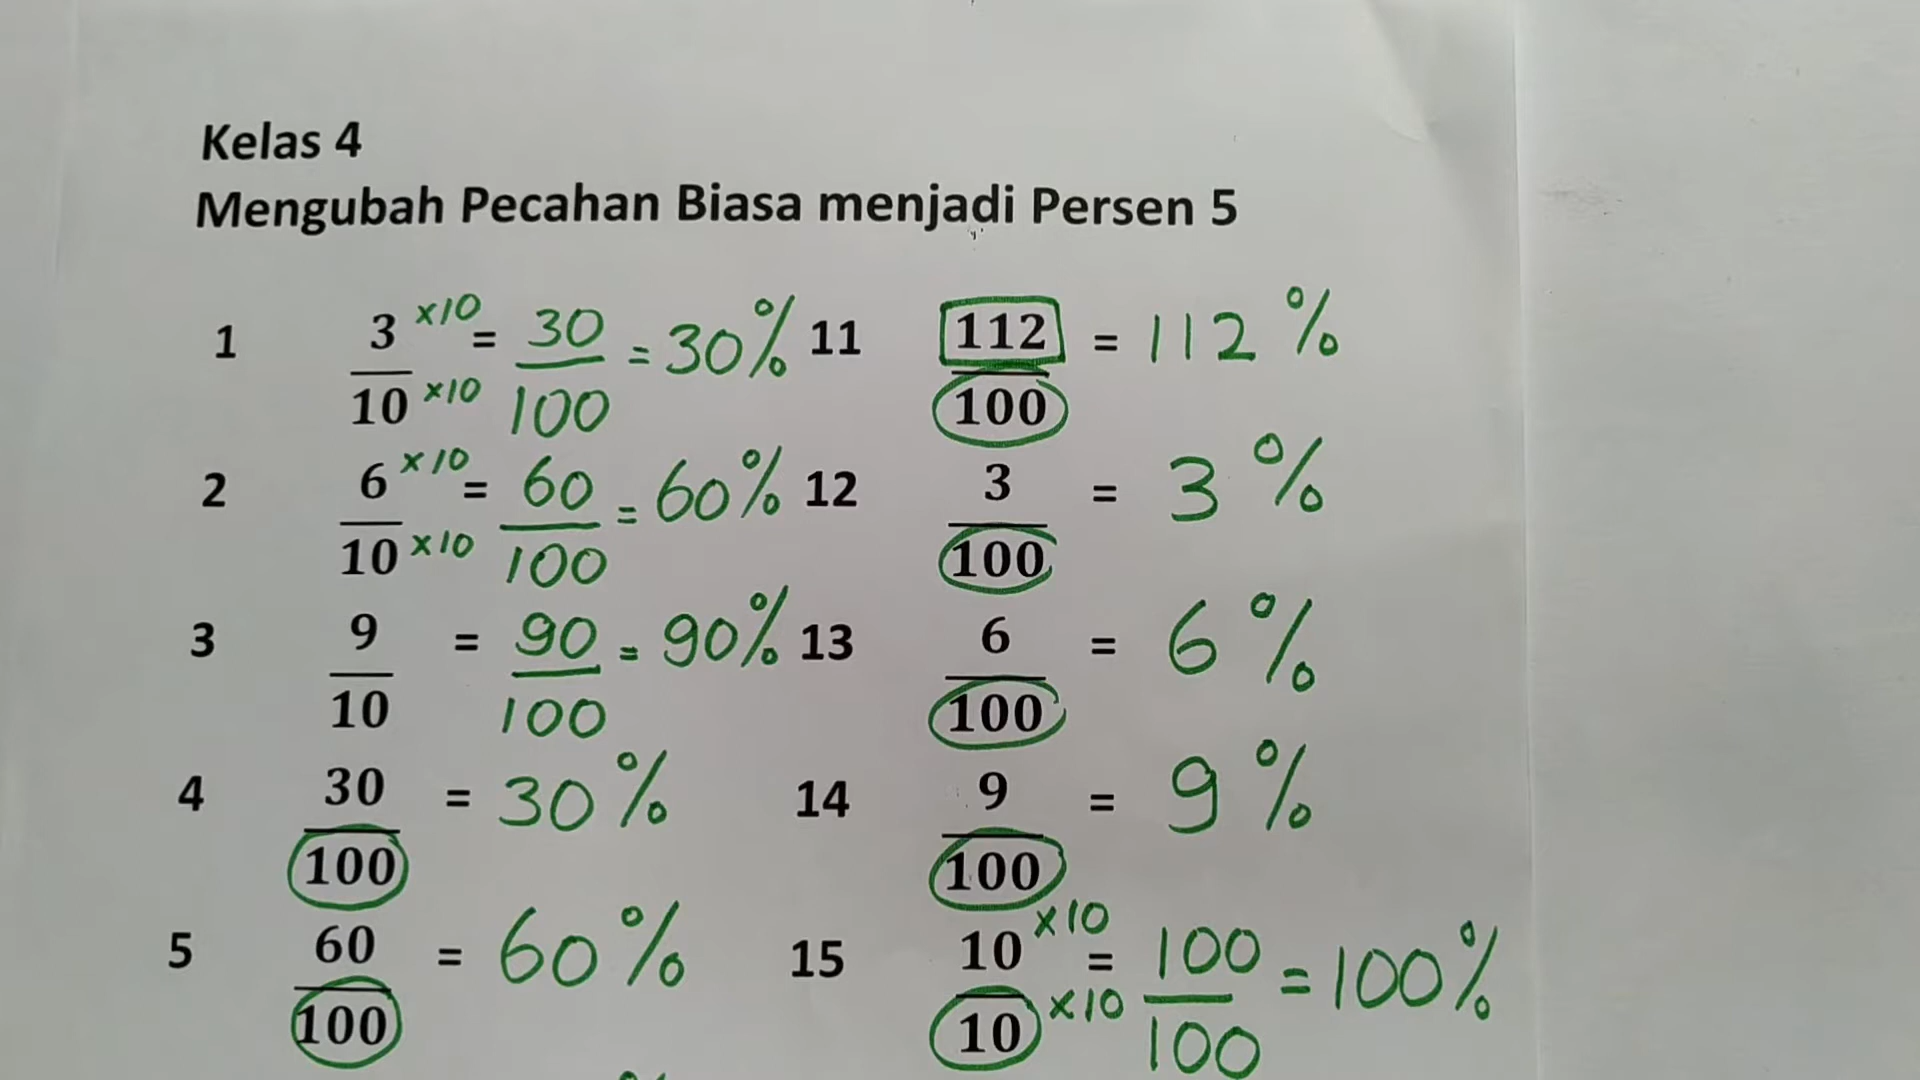 Kelas 4
Mengubah Pecahan Biasa menjadi Persen 5
1 3/10 ×10/×10 = 30/100 = 30%
2 6/10 ×10/×10 = 60/100 = 60%
3 9/10 = 90/100 = 90%
4 30/100 = 30%
5 60/100 = 60%
11 112/100 = 112%
12 3/100 = 3%
13 6/100 = 6%
14 9/100 = 9%
15 10/10 ×10/×10 = 100/100 = 100%